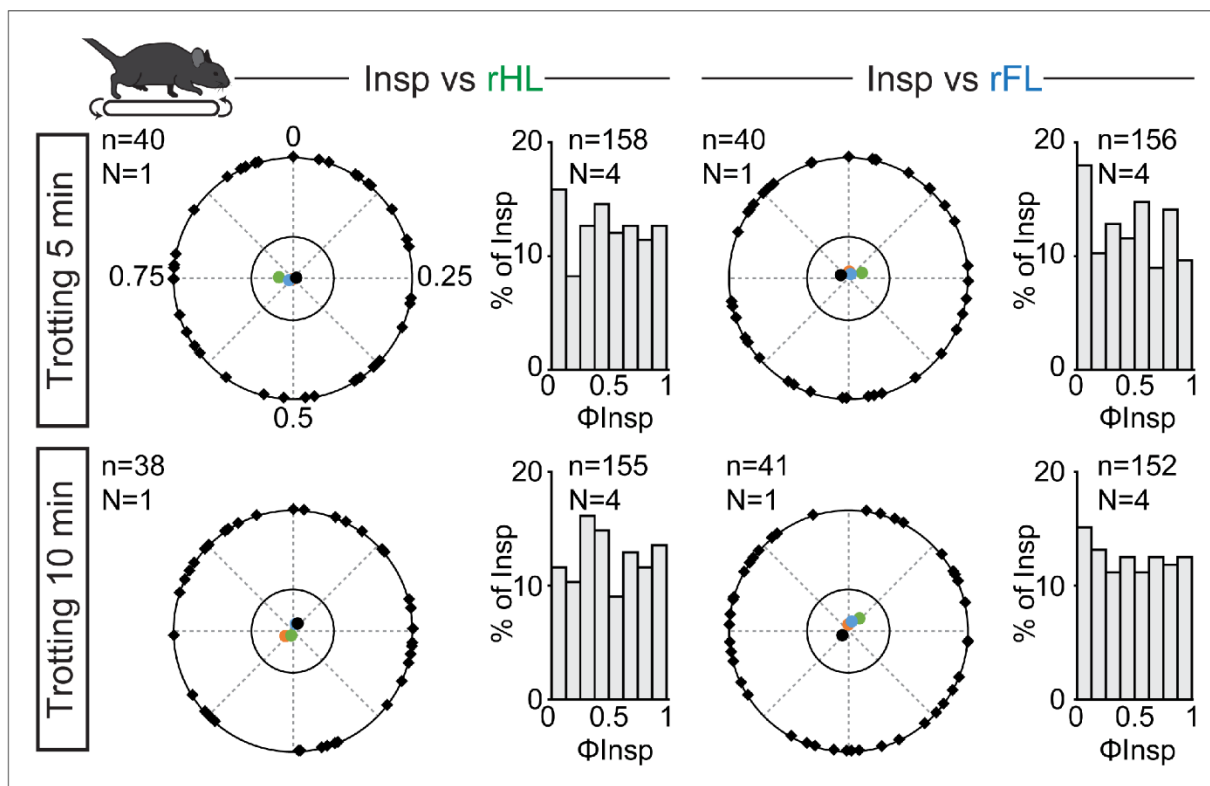 Insp vs rHL
Insp vs rFL
Trotting 5 min
n=40
N=1
0
0.25
0.5
0.75
n=158
N=4
20
10
0
% of Insp
0 0.5 1
ΦInsp
n=40
N=1
n=156
N=4
20
10
0
% of Insp
0 0.5 1
ΦInsp
Trotting 10 min
n=38
N=1
n=155
N=4
20
10
0
% of Insp
0 0.5 1
ΦInsp
n=41
N=1
n=152
N=4
20
10
0
% of Insp
0 0.5 1
ΦInsp